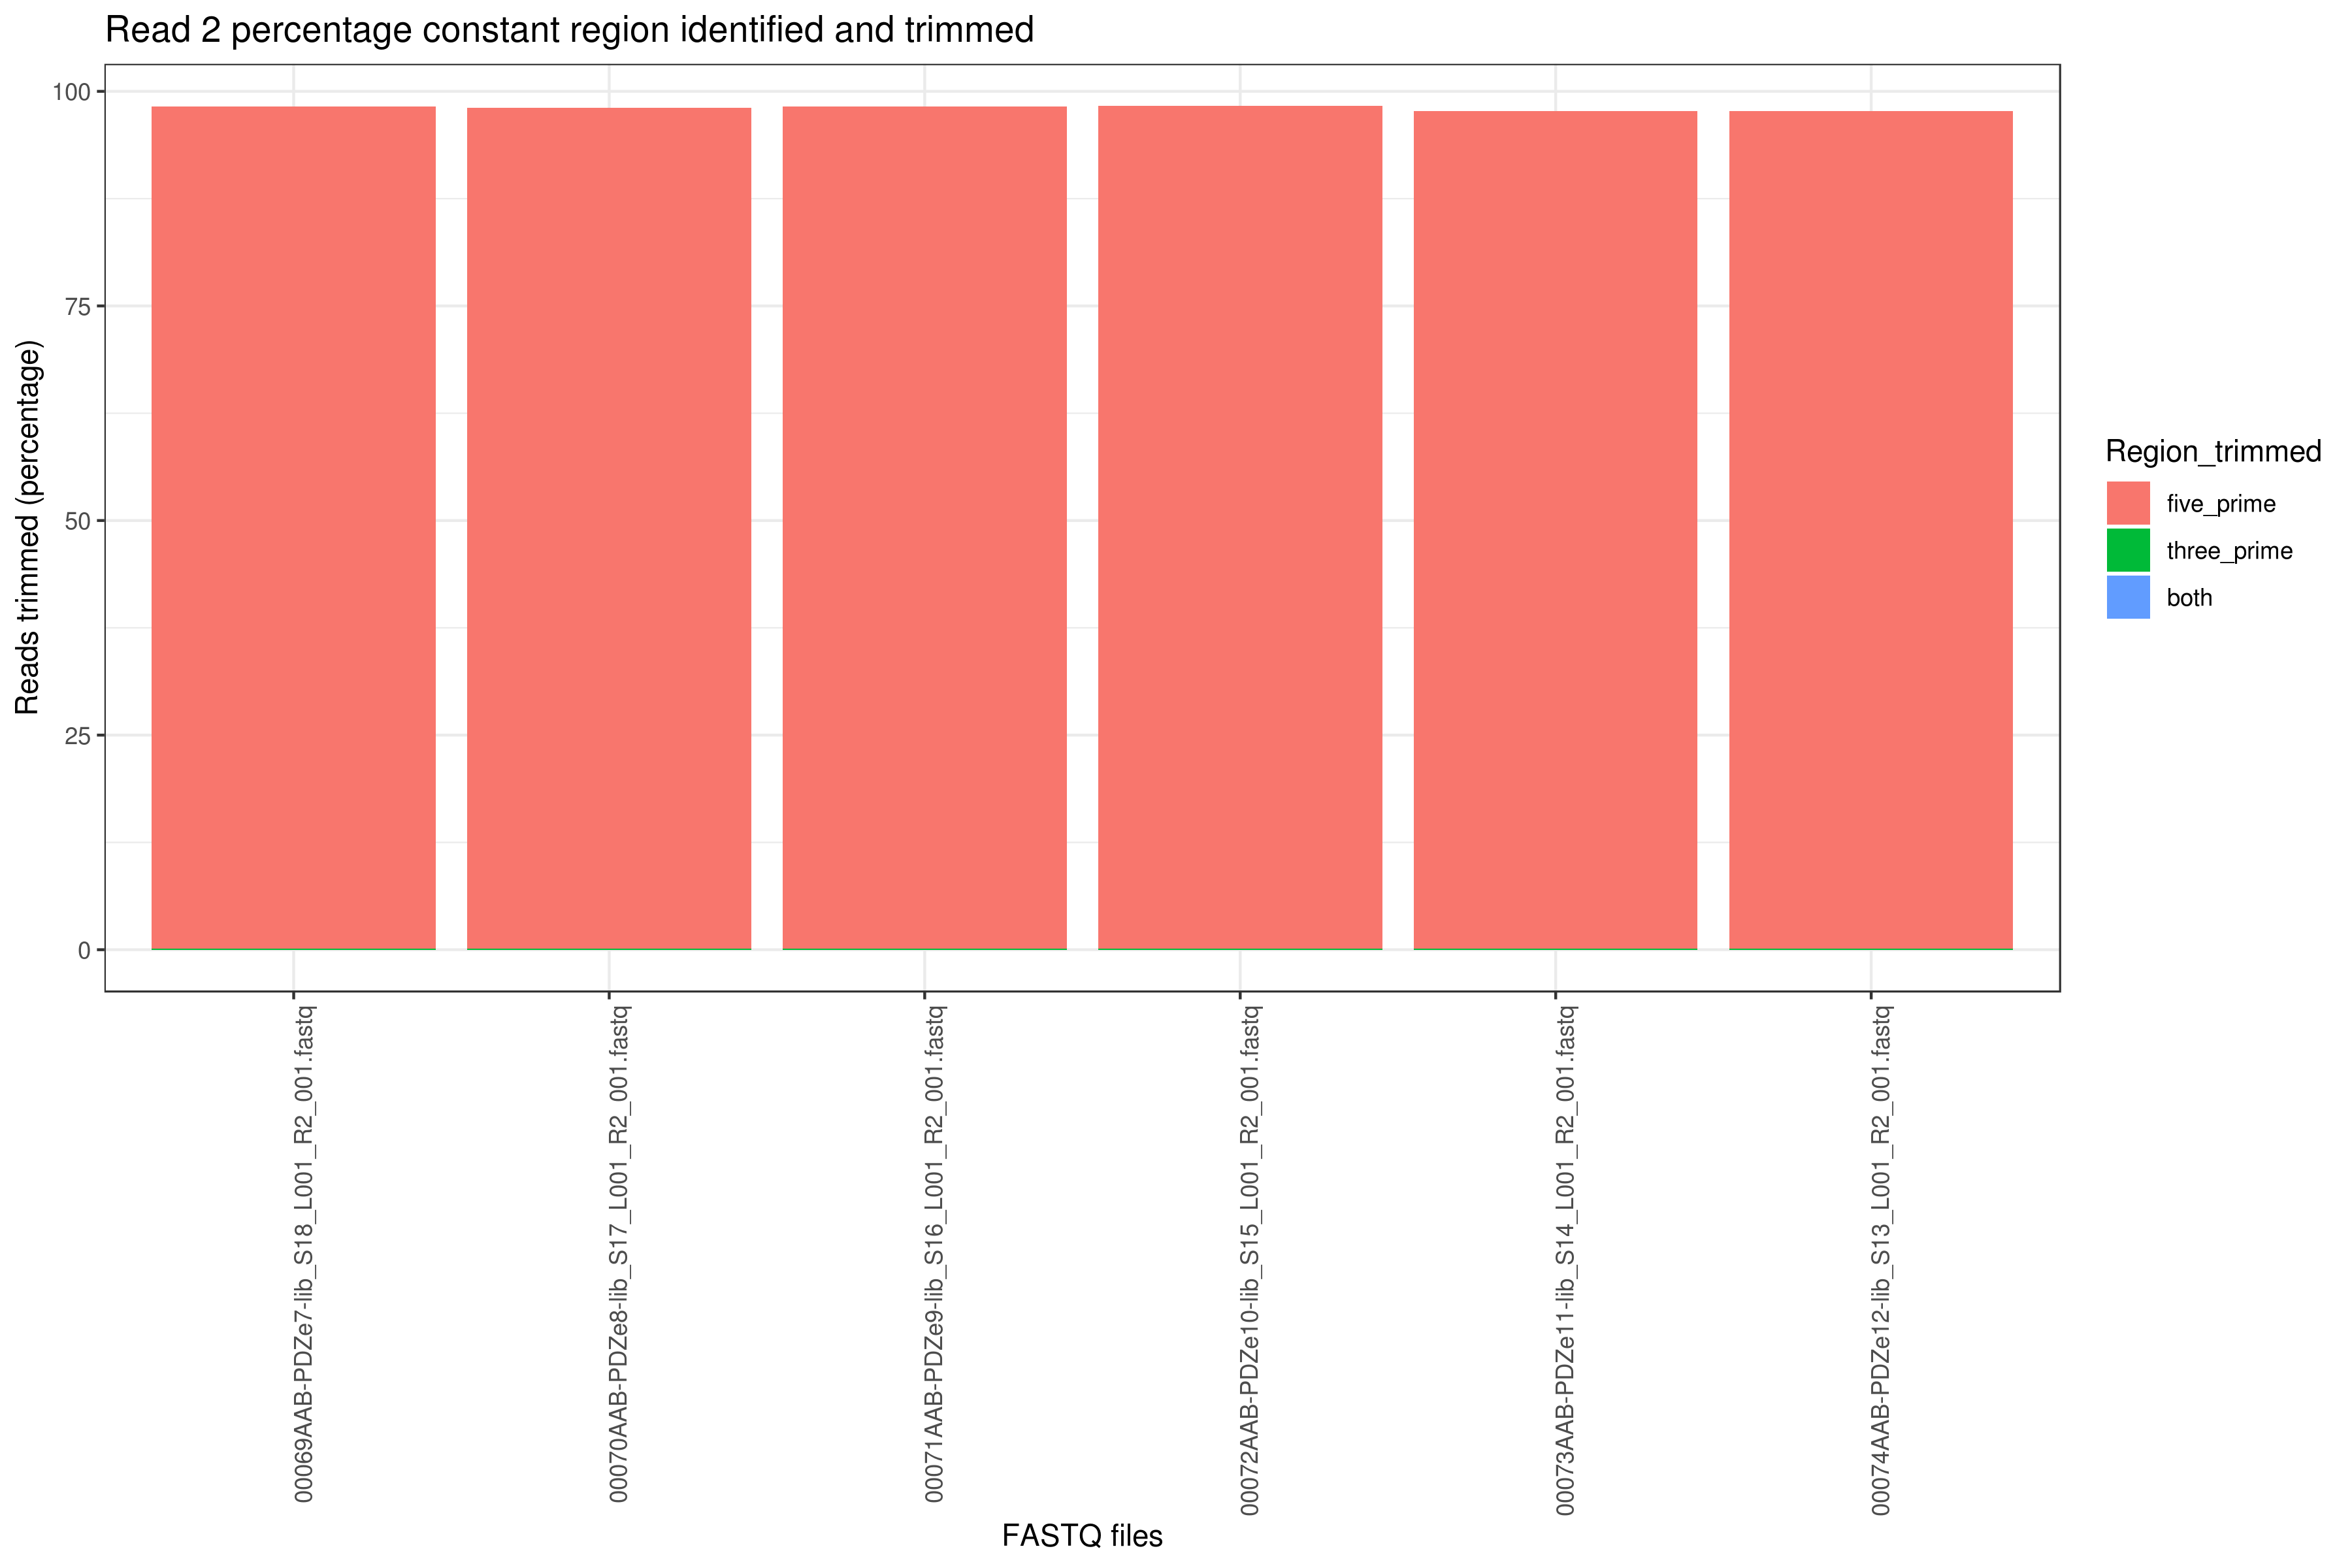 Read 2 percentage constant region identified and trimmed
Reads trimmed (percentage)
100
75
50
25
0
00069AAB-PDZe7-lib_S18_L001_R2_001.fastq
00070AAB-PDZe8-lib_S17_L001_R2_001.fastq
00071AAB-PDZe9-lib_S16_L001_R2_001.fastq
00072AAB-PDZe10-lib_S15_L001_R2_001.fastq
00073AAB-PDZe11-lib_S14_L001_R2_001.fastq
00074AAB-PDZe12-lib_S13_L001_R2_001.fastq
FASTQ files
Region_trimmed
five_prime
three_prime
both